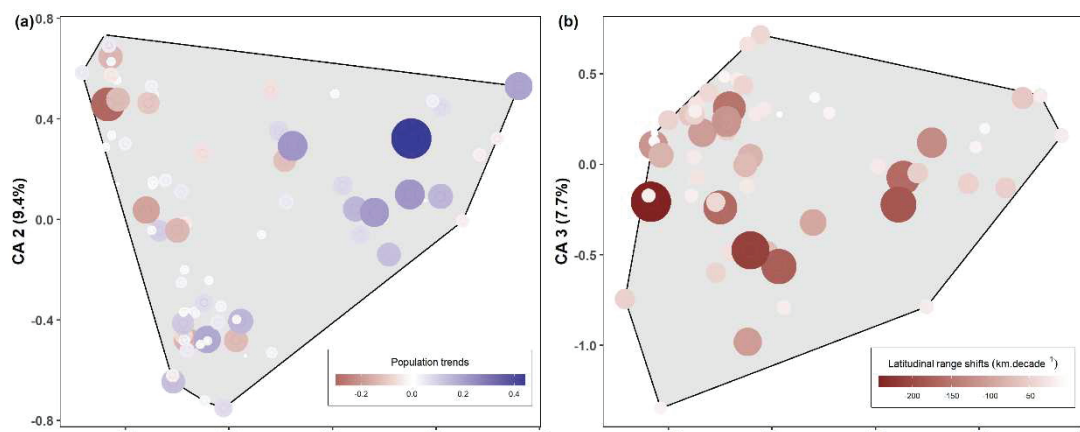 (a)
0.8
0.4
0.0
-0.4
-0.8
CA 2 (9.4%)
Population trends
-0.2 0.0 0.2 0.4
(b)
0.5
0.0
-0.5
-1.0
-1.
CA 3 (7.7%)
Latitudinal range shifts (km.decade ¹)
200 150 100 50